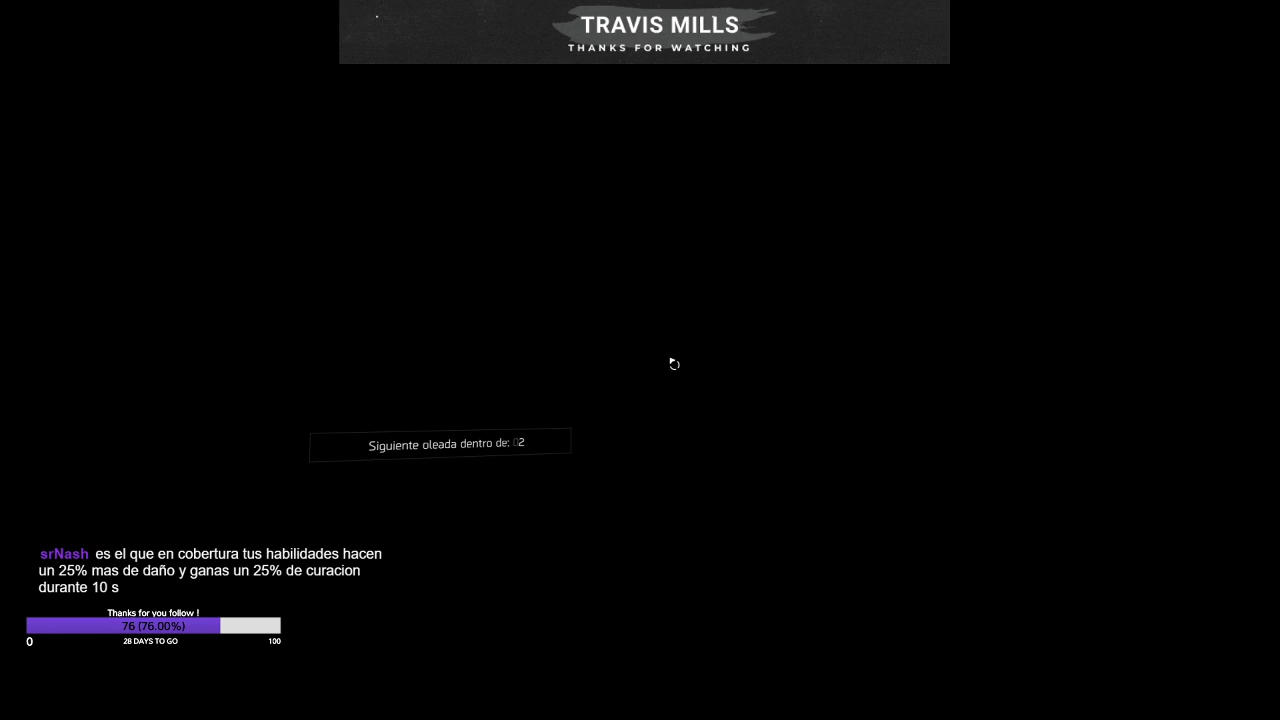 TRAVIS MILLS
THANKS FOR WATCHING
Siguiente oleada dentro de: 02
srNash es el que en cobertura tus habilidades hacen
un 25% mas de daño y ganas un 25% de curacion
durante 10 s
Thanks for you follow !
76 (76.00%)
0 28 DAYS TO GO 100